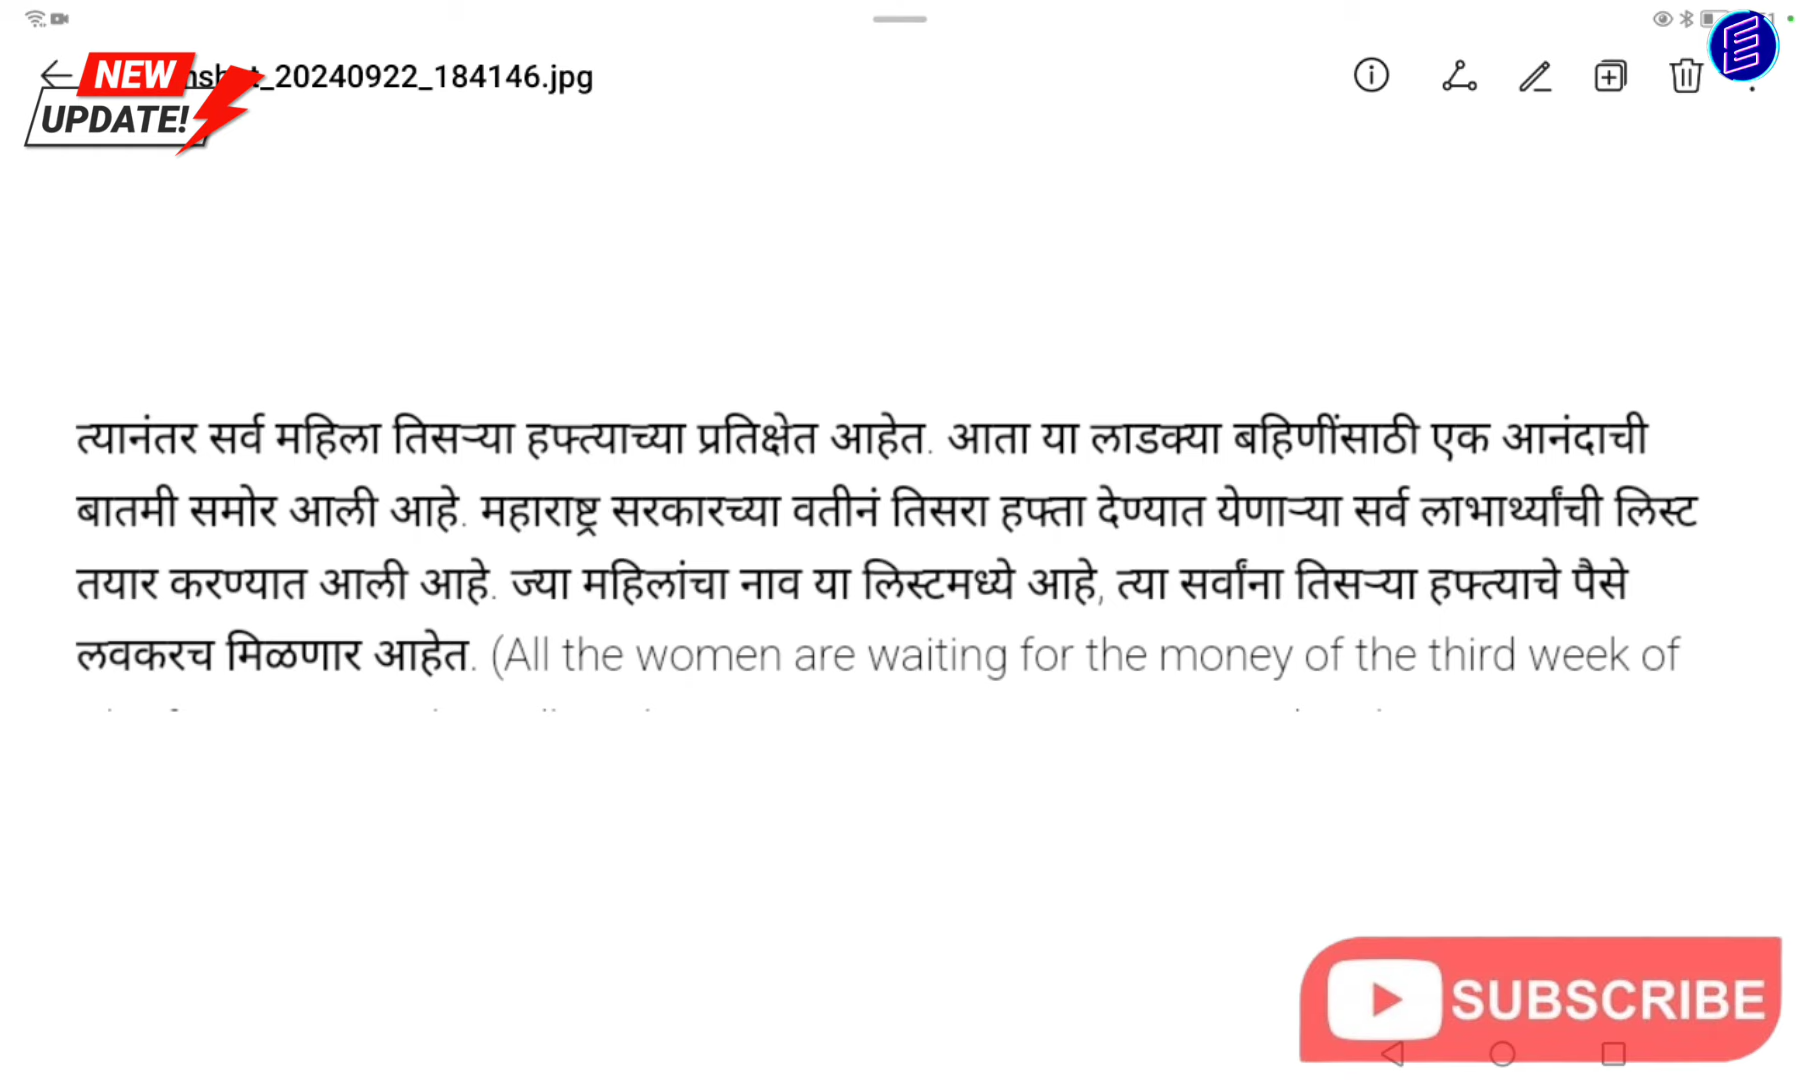 NEW
UPDATE!
_20240922_184146.jpg
त्यानंतर सर्व महिला तिसऱ्या हफ्त्याच्या प्रतिक्षेत आहेत. आता या लाडक्या बहिणींसाठी एक आनंदाची
बातमी समोर आली आहे. महाराष्ट्र सरकारच्या वतीनं तिसरा हफ्ता देण्यात येणाऱ्या सर्व लाभार्थ्यांची लिस्ट
तयार करण्यात आली आहे. ज्या महिलांचा नाव या लिस्टमध्ये आहे, त्या सर्वांना तिसऱ्या हफ्त्याचे पैसे
लवकरच मिळणार आहेत. (All the women are waiting for the money of the third week of
SUBSCRIBE